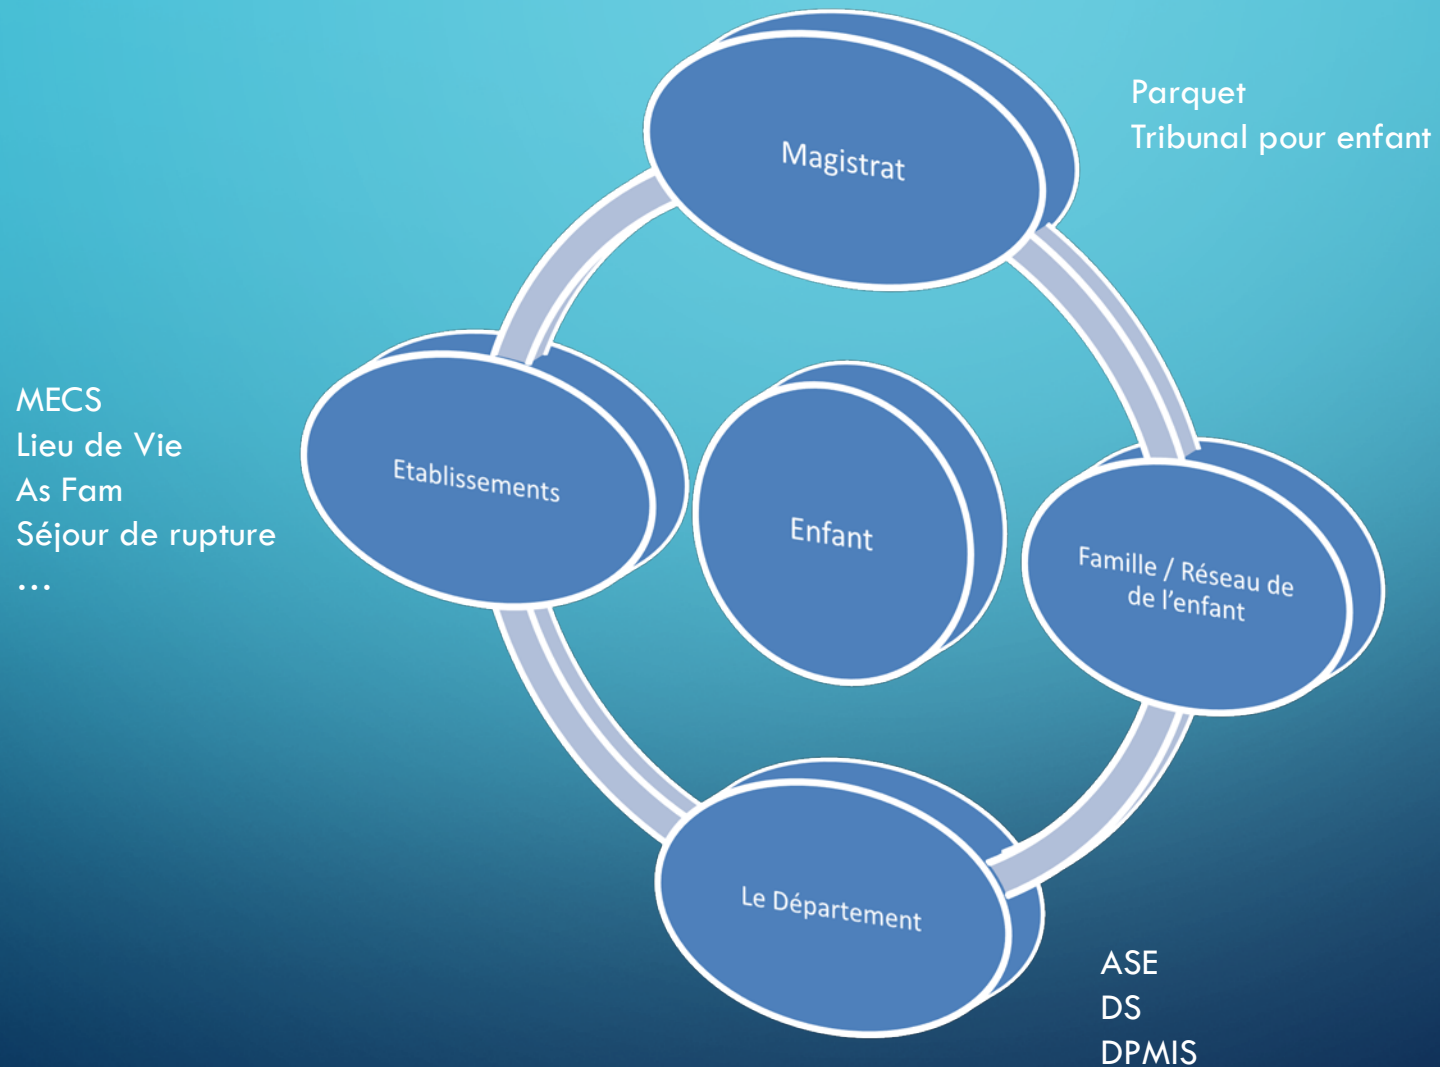 Parquet
Tribunal pour enfant
Magistrat
MECS
Lieu de Vie
As Fam
Séjour de rupture
…
Etablissements
Enfant
Famille / Réseau de
de l’enfant
Le Département
ASE
DS
DPMIS